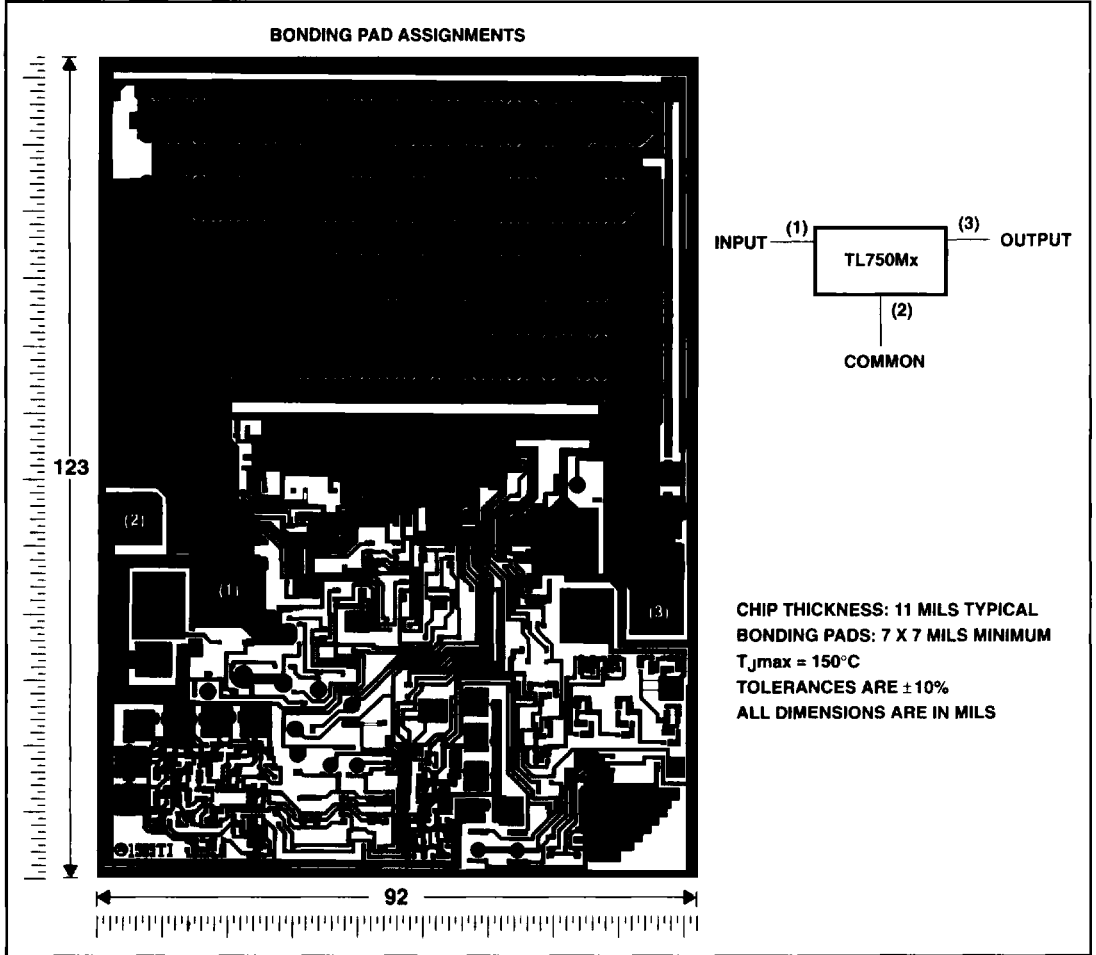 BONDING PAD ASSIGNMENTS
INPUT
(1)
(3)
OUTPUT
TL750Mx
(2)
COMMON
123
(2)
(1)
(3)
CHIP THICKNESS: 11 MILS TYPICAL
BONDING PADS: 7 X 7 MILS MINIMUM
TJmax = 150°C
TOLERANCES ARE ±10%
ALL DIMENSIONS ARE IN MILS
TI
92